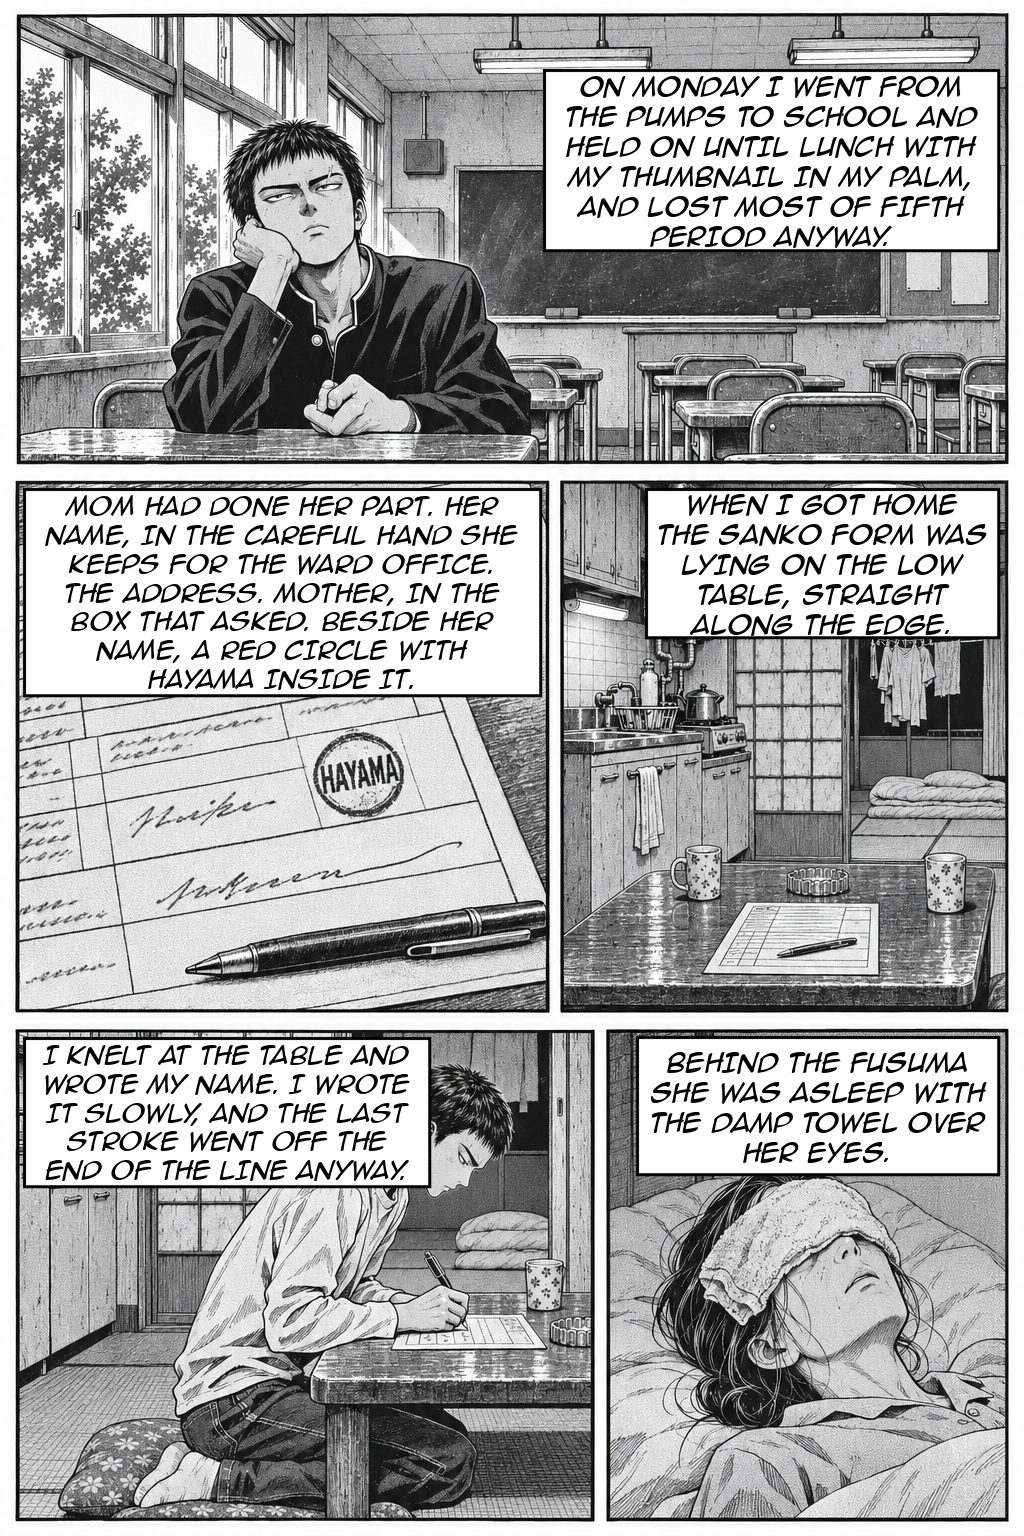 ON MONDAY I WENT FROM
THE PUMPS TO SCHOOL AND
HELD ON UNTIL LUNCH WITH
MY THUMBNAIL IN MY PALM,
AND LOST MOST OF FIFTH
PERIOD ANYWAY.
WHEN I GOT HOME
THE SANKO FORM WAS
LYING ON THE LOW
TABLE, STRAIGHT
ALONG THE EDGE.
MOM HAD DONE HER PART. HER
NAME, IN THE CAREFUL HAND SHE
KEEPS FOR THE WARD OFFICE.
THE ADDRESS. MOTHER, IN THE
BOX THAT ASKED. BESIDE HER
NAME, A RED CIRCLE WITH
HAYAMA INSIDE IT.
HAYAMA
BEHIND THE FUSUMA
SHE WAS ASLEEP WITH
THE DAMP TOWEL OVER
HER EYES.
I KNELT AT THE TABLE AND
WROTE MY NAME. I WROTE
IT SLOWLY, AND THE LAST
STROKE WENT OFF THE
END OF THE LINE ANYWAY.